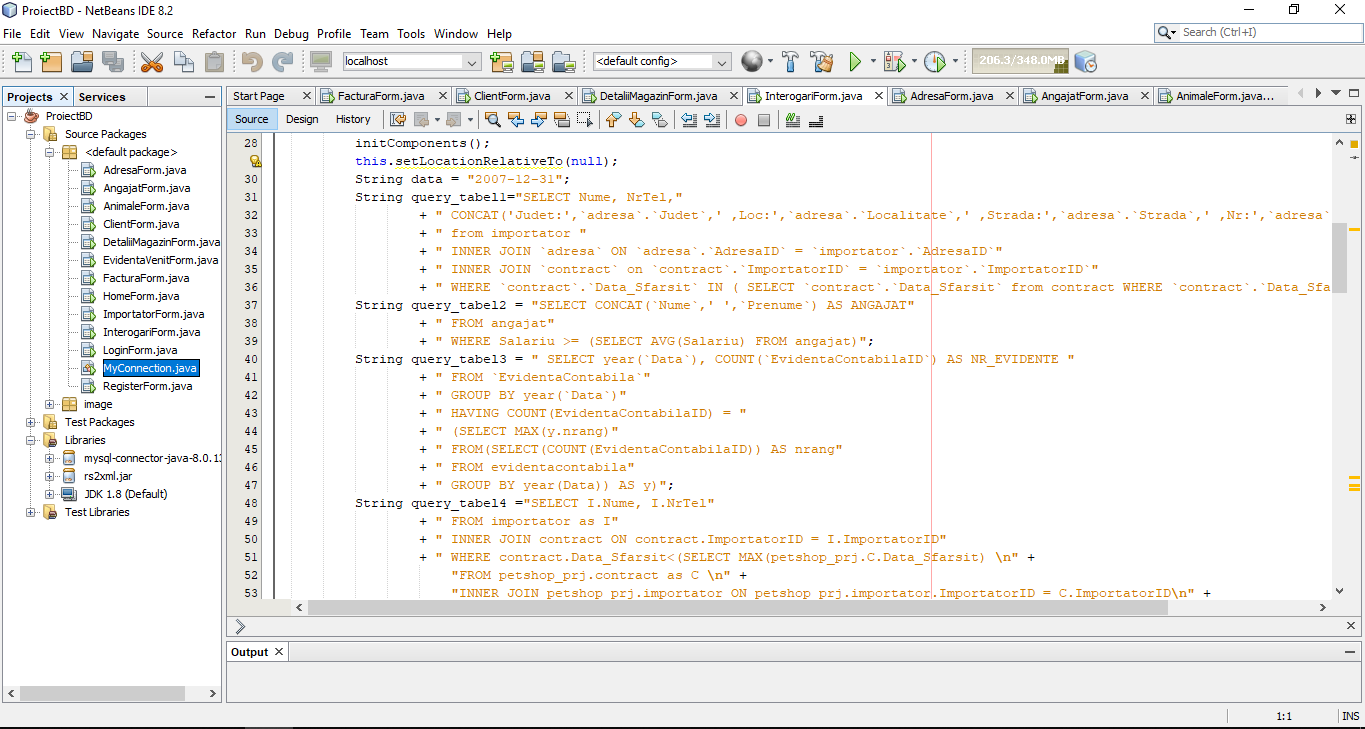 ProiectBD - NetBeans IDE 8.2
File Edit View Navigate Source Refactor Run Debug Profile Team Tools Window Help
Search (Ctrl+I)
localhost
<default config>
206.3/348.0MB
Projects
Services
ProiectBD
Source Packages
<default package>
AdresaForm.java
AngajatForm.java
AnimaleForm.java
ClientForm.java
DetaliiMagazinForm.java
EvidentaVenitForm.java
FacturaForm.java
HomeForm.java
ImportatorForm.java
InterogariForm.java
LoginForm.java
MyConnection.java
RegisterForm.java
image
Test Packages
Libraries
mysql-connector-java-8.0.13
rs2xml.jar
JDK 1.8 (Default)
Test Libraries
Start Page FacturaForm.java ClientForm.java DetaliiMagazinForm.java InterogariForm.java AdresaForm.java AngajatForm.java AnimaleForm.java...
Source Design History
28 initComponents();
this.setLocationRelativeTo(null);
30 String data = "2007-12-31";
31 String query_tabel1="SELECT Nume, NrTel,"
32 + " CONCAT('Judet:',`adresa`.`Judet`,' ,Loc:',`adresa`.`Localitate`,' ,Strada:',`adresa`.`Strada`,' ,Nr:',`adresa`
33 + " from importator "
34 + " INNER JOIN `adresa` ON `adresa`.`AdresaID` = `importator`.`AdresaID`"
35 + " INNER JOIN `contract` on `contract`.`ImportatorID` = `importator`.`ImportatorID`"
36 + " WHERE `contract`.`Data_Sfarsit` IN ( SELECT `contract`.`Data_Sfarsit` from contract WHERE `contract`.`Data_Sfa
37 String query_tabel2 = "SELECT CONCAT(`Nume`,' ',`Prenume`) AS ANGAJAT"
38 + " FROM angajat"
39 + " WHERE Salariu >= (SELECT AVG(Salariu) FROM angajat)";
40 String query_tabel3 = " SELECT year(`Data`), COUNT(`EvidentaContabilaID`) AS NR_EVIDENTE "
41 + " FROM `EvidentaContabila`"
42 + " GROUP BY year(`Data`)"
43 + " HAVING COUNT(EvidentaContabilaID) = "
44 + " (SELECT MAX(y.nrang)"
45 + " FROM(SELECT(COUNT(EvidentaContabilaID)) AS nrang"
46 + " FROM evidentacontabila"
47 + " GROUP BY year(Data)) AS y)";
48 String query_tabel4 ="SELECT I.Nume, I.NrTel"
49 + " FROM importator as I"
50 + " INNER JOIN contract ON contract.ImportatorID = I.ImportatorID"
51 + " WHERE contract.Data_Sfarsit<(SELECT MAX(petshop_prj.C.Data_Sfarsit) \n" +
52 "FROM petshop_prj.contract as C \n" +
53 "INNER JOIN petshop_prj.importator ON petshop_prj.importator.ImportatorID = C.ImportatorID\n" +
Output
1:1 INS